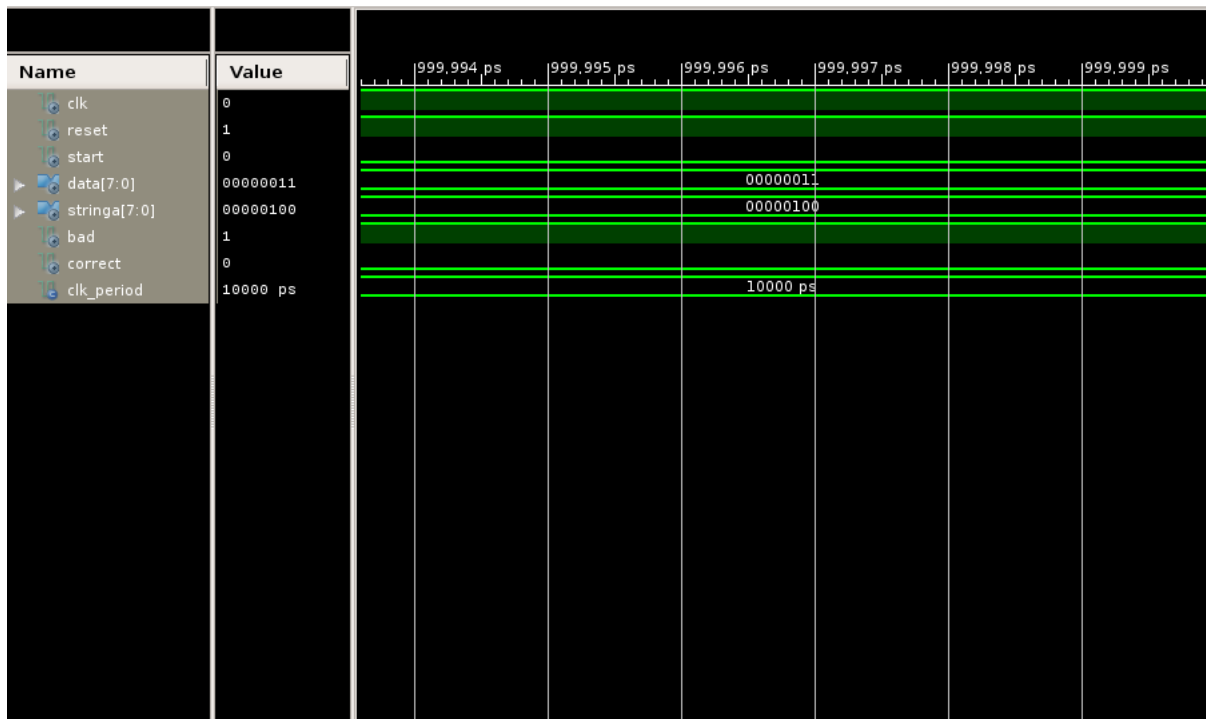 Name Value 999,994 ps 999,995 ps 999,996 ps 999,997 ps 999,998 ps 999,999 ps
clk 0
reset 1
start 0
data[7:0] 00000011 00000011
stringa[7:0] 00000100 00000100
bad 1
correct 0
clk_period 10000 ps 10000 ps